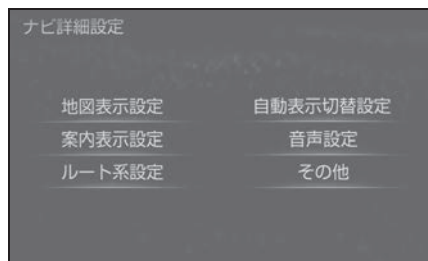 ナビ詳細設定
地図表示設定
自動表示切替設定
案内表示設定
音声設定
ルート系設定
その他